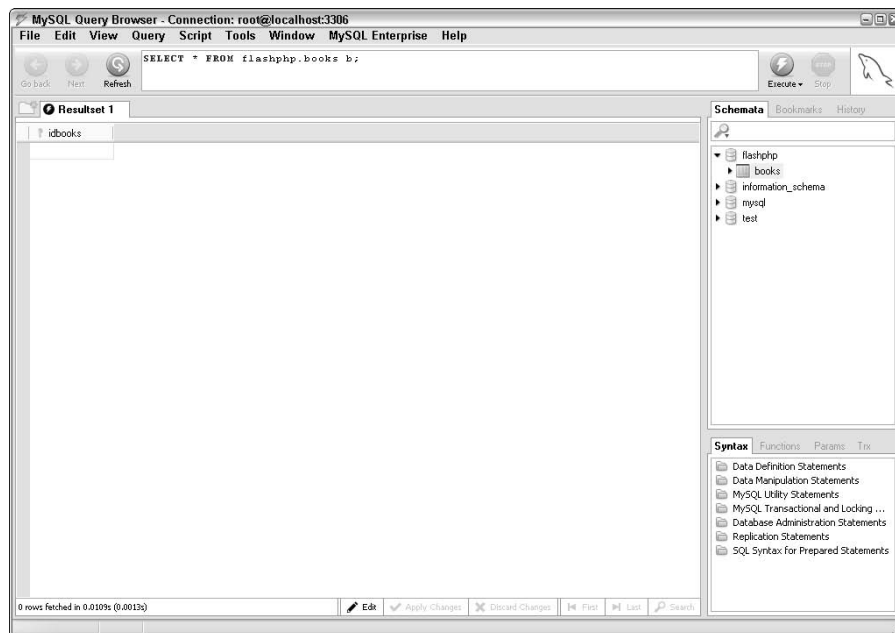 MySQL Query Browser - Connection: root@localhost:3306
File Edit View Query Script Tools Window MySQL Enterprise Help
SELECT * FROM flashphp.books b;
Go back Next Refresh
Execute Stop
Resultset 1
Schemata Bookmarks History
idbooks
flashphp
books
information_schema
mysql
test
Syntax Functions Params Trx
Data Definition Statements
Data Manipulation Statements
MySQL Utility Statements
MySQL Transactional and Locking ...
Database Administration Statements
Replication Statements
SQL Syntax for Prepared Statements
0 rows fetched in 0.0109s (0.0013s)
Edit Apply Changes Discard Changes First Last Search